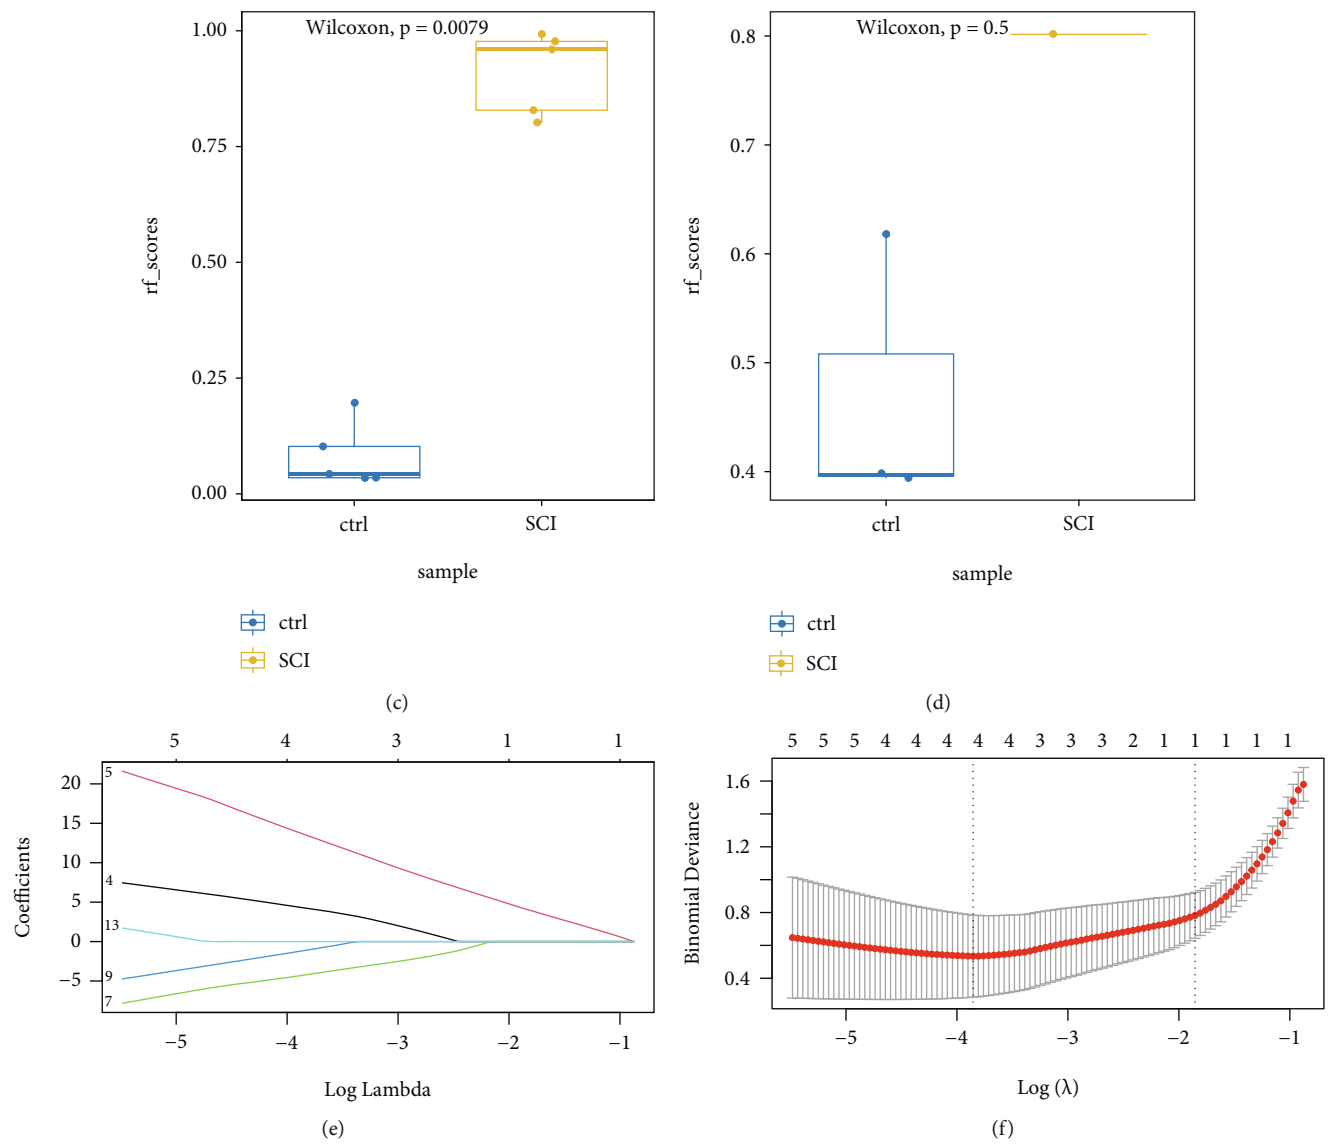 Wilcoxon, p = 0.0079
1.00
0.75
0.50
0.25
0.00
rf_scores
ctrl SCI
sample
ctrl
SCI
(c)
Wilcoxon, p = 0.5
0.8
0.7
0.6
0.5
0.4
rf_scores
ctrl SCI
sample
ctrl
SCI
(d)
5 4 3 1 1
20
15
10
5
0
−5
Coefficients
5
4
13
9
7
−5 −4 −3 −2 −1
Log Lambda
(e)
5 5 5 4 4 4 4 4 3 3 3 2 1 1 1 1 1
1.6
1.2
0.8
0.4
Binomial Deviance
−5 −4 −3 −2 −1
Log (λ)
(f)